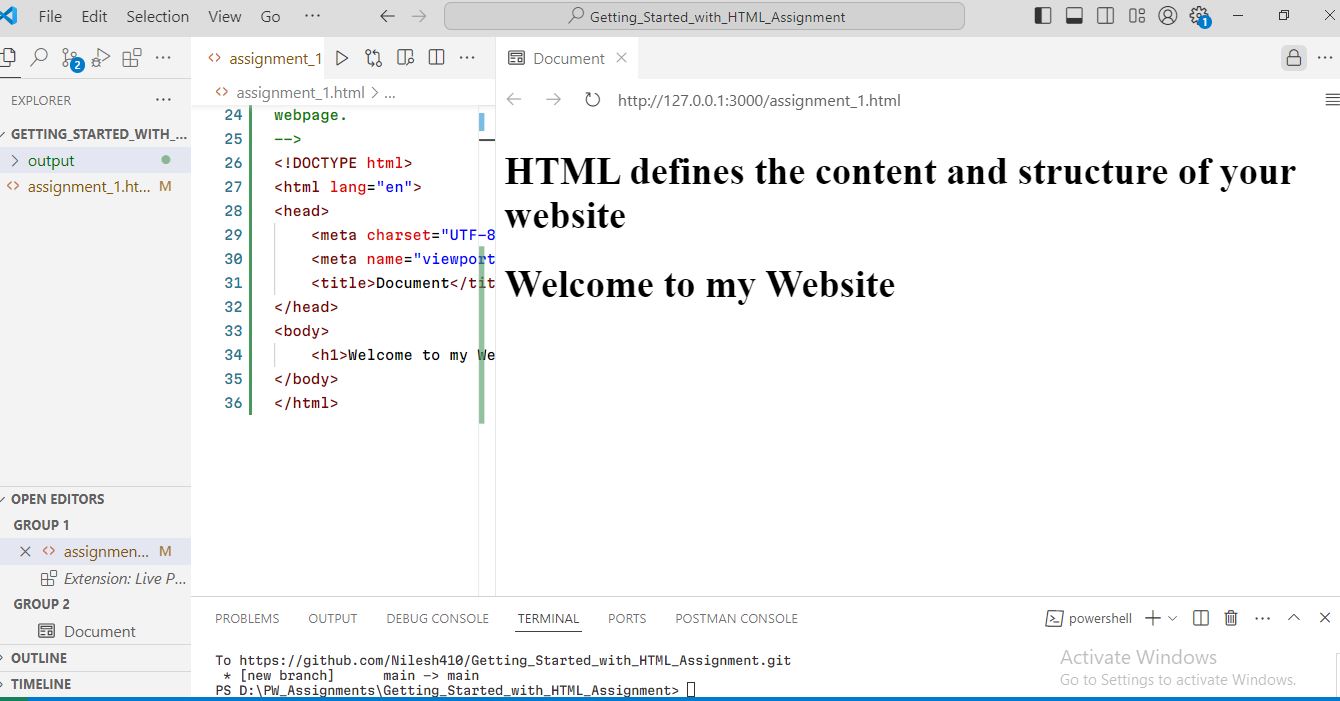 File Edit Selection View Go ··· Getting_Started_with_HTML_Assignment 1
2 assignment_1 Document
EXPLORER assignment_1.html > ... http://127.0.0.1:3000/assignment_1.html
GETTING_STARTED_WITH_...
output
assignment_1.ht... M
24 webpage.
25 -->
26 <!DOCTYPE html>
27 <html lang="en">
28 <head>
29 <meta charset="UTF-8
30 <meta name="viewport
31 <title>Document</tit
32 </head>
33 <body>
34 <h1>Welcome to my We
35 </body>
36 </html>
HTML defines the content and structure of your
website
Welcome to my Website
OPEN EDITORS
GROUP 1
assignmen... M
Extension: Live P...
GROUP 2
Document
OUTLINE
TIMELINE
PROBLEMS OUTPUT DEBUG CONSOLE TERMINAL PORTS POSTMAN CONSOLE powershell
To https://github.com/Nilesh410/Getting_Started_with_HTML_Assignment.git
* [new branch] main -> main
PS D:\PW_Assignments\Getting_Started_with_HTML_Assignment>
Activate Windows
Go to Settings to activate Windows.